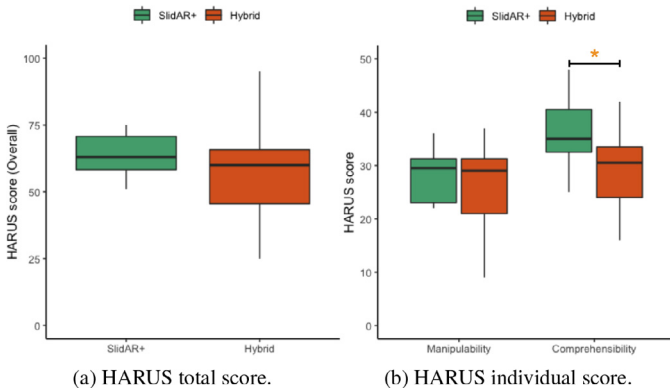 SlidAR+ Hybrid
HARUS score (Overall)
100
75
50
25
0
SlidAR+ Hybrid
(a) HARUS total score.
SlidAR+ Hybrid
HARUS score
50
40
30
20
10
0
*
Manipulability Comprehensibility
(b) HARUS individual score.